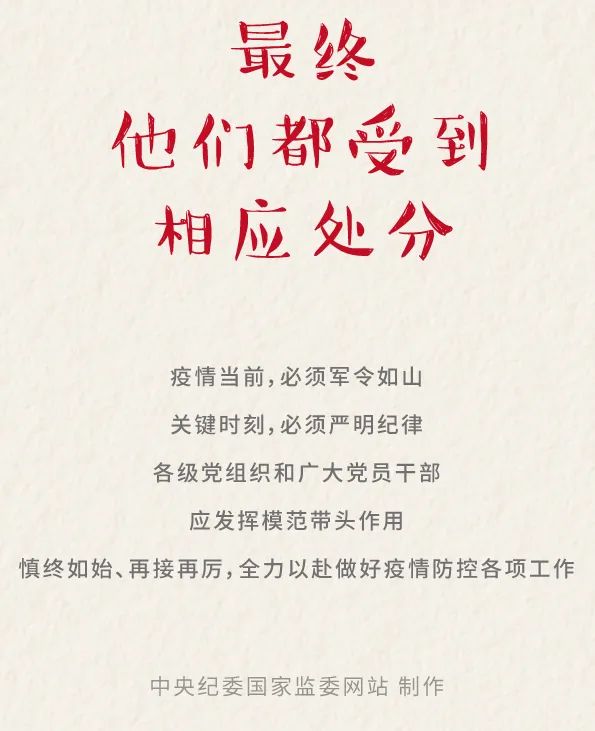 最终
他们都受到
相应处分
疫情当前,必须军令如山
关键时刻,必须严明纪律
各级党组织和广大党员干部
应发挥模范带头作用
慎终如始、再接再厉,全力以赴做好疫情防控各项工作
中央纪委国家监委网站 制作